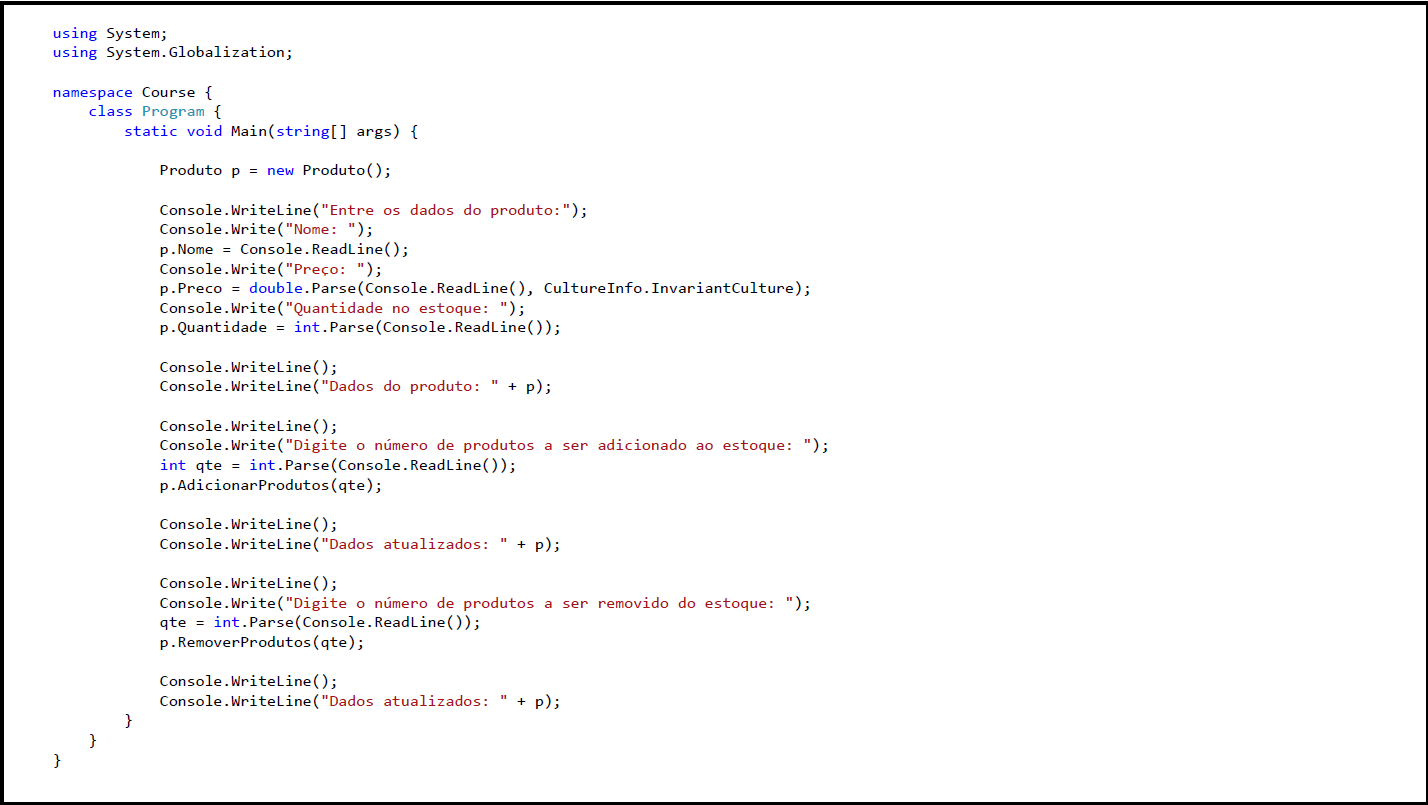 using System;
using System.Globalization;

namespace Course {
    class Program {
        static void Main(string[] args) {

            Produto p = new Produto();

            Console.WriteLine("Entre os dados do produto:");
            Console.Write("Nome: ");
            p.Nome = Console.ReadLine();
            Console.Write("Preço: ");
            p.Preco = double.Parse(Console.ReadLine(), CultureInfo.InvariantCulture);
            Console.Write("Quantidade no estoque: ");
            p.Quantidade = int.Parse(Console.ReadLine());

            Console.WriteLine();
            Console.WriteLine("Dados do produto: " + p);

            Console.WriteLine();
            Console.Write("Digite o número de produtos a ser adicionado ao estoque: ");
            int qte = int.Parse(Console.ReadLine());
            p.AdicionarProdutos(qte);

            Console.WriteLine();
            Console.WriteLine("Dados atualizados: " + p);

            Console.WriteLine();
            Console.Write("Digite o número de produtos a ser removido do estoque: ");
            qte = int.Parse(Console.ReadLine());
            p.RemoverProdutos(qte);

            Console.WriteLine();
            Console.WriteLine("Dados atualizados: " + p);
        }
    }
}